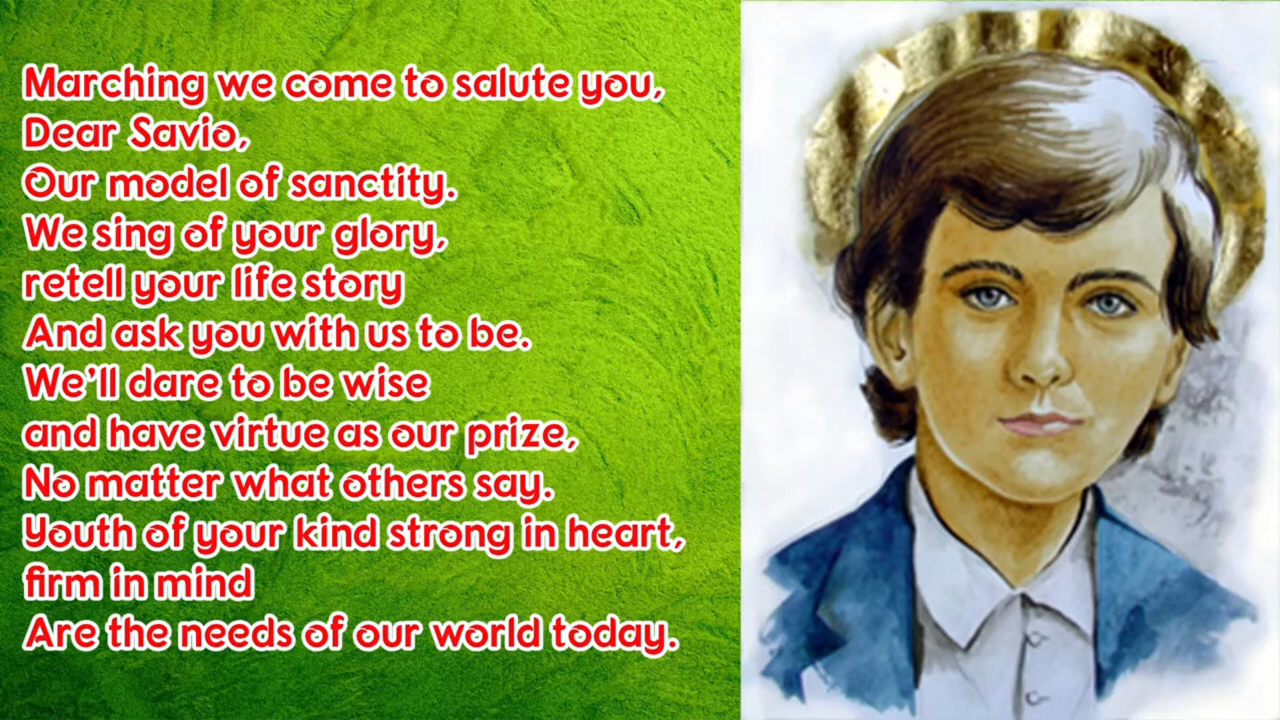 Marching we come to salute you,
Dear Savio,
Our model of sanctity.
We sing of your glory,
retell your life story
And ask you with us to be.
We'll dare to be wise
and have virtue as our prize,
No matter what others say.
Youth of your kind strong in heart,
firm in mind
Are the needs of our world today.